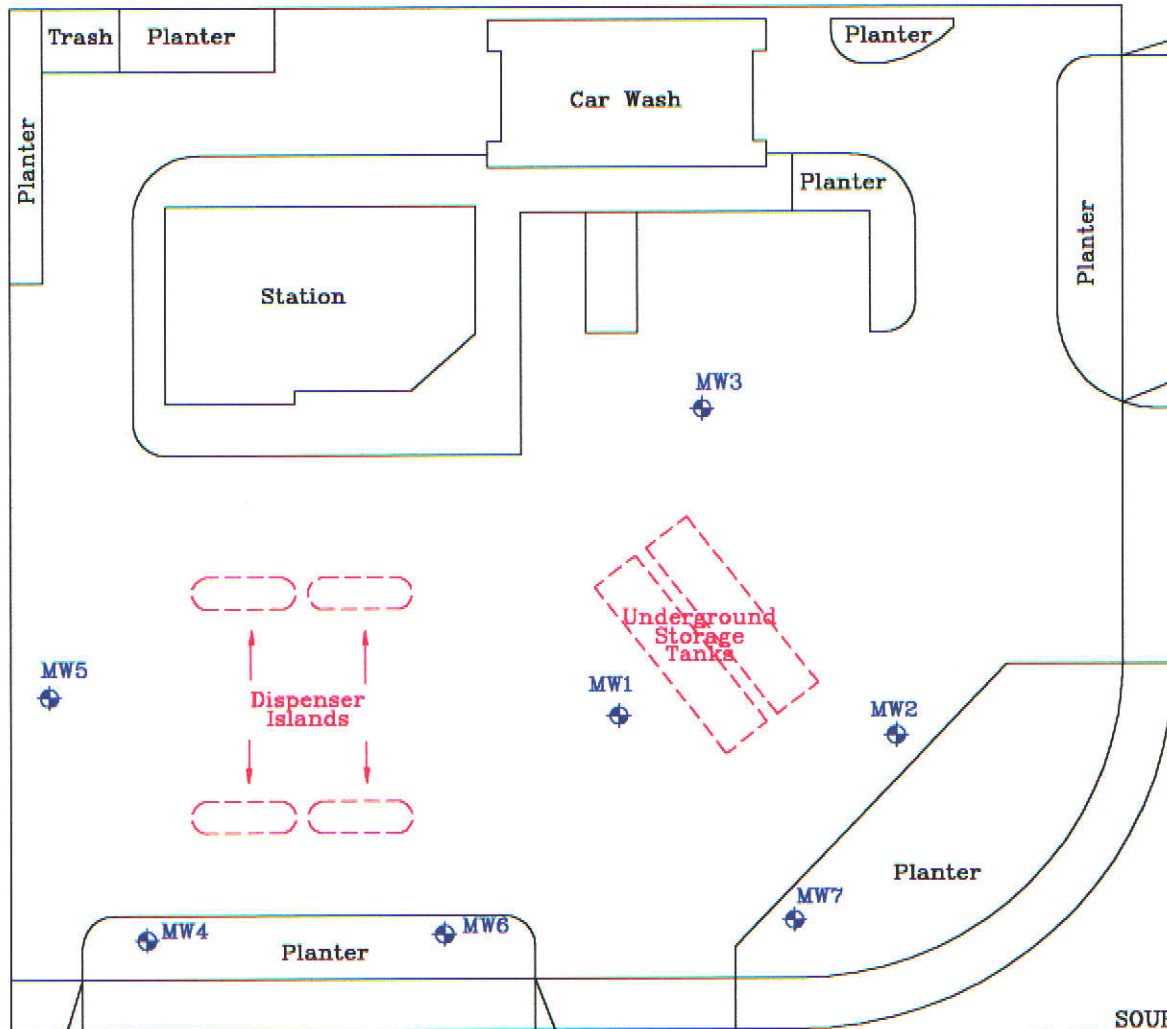 Trash
Planter
Planter
Car Wash
Planter
Planter
Planter
Station
MW3
Underground
Storage
Tanks
MW5
Dispenser
Islands
MW1
MW2
Planter
MW7
MW4
MW6
Planter